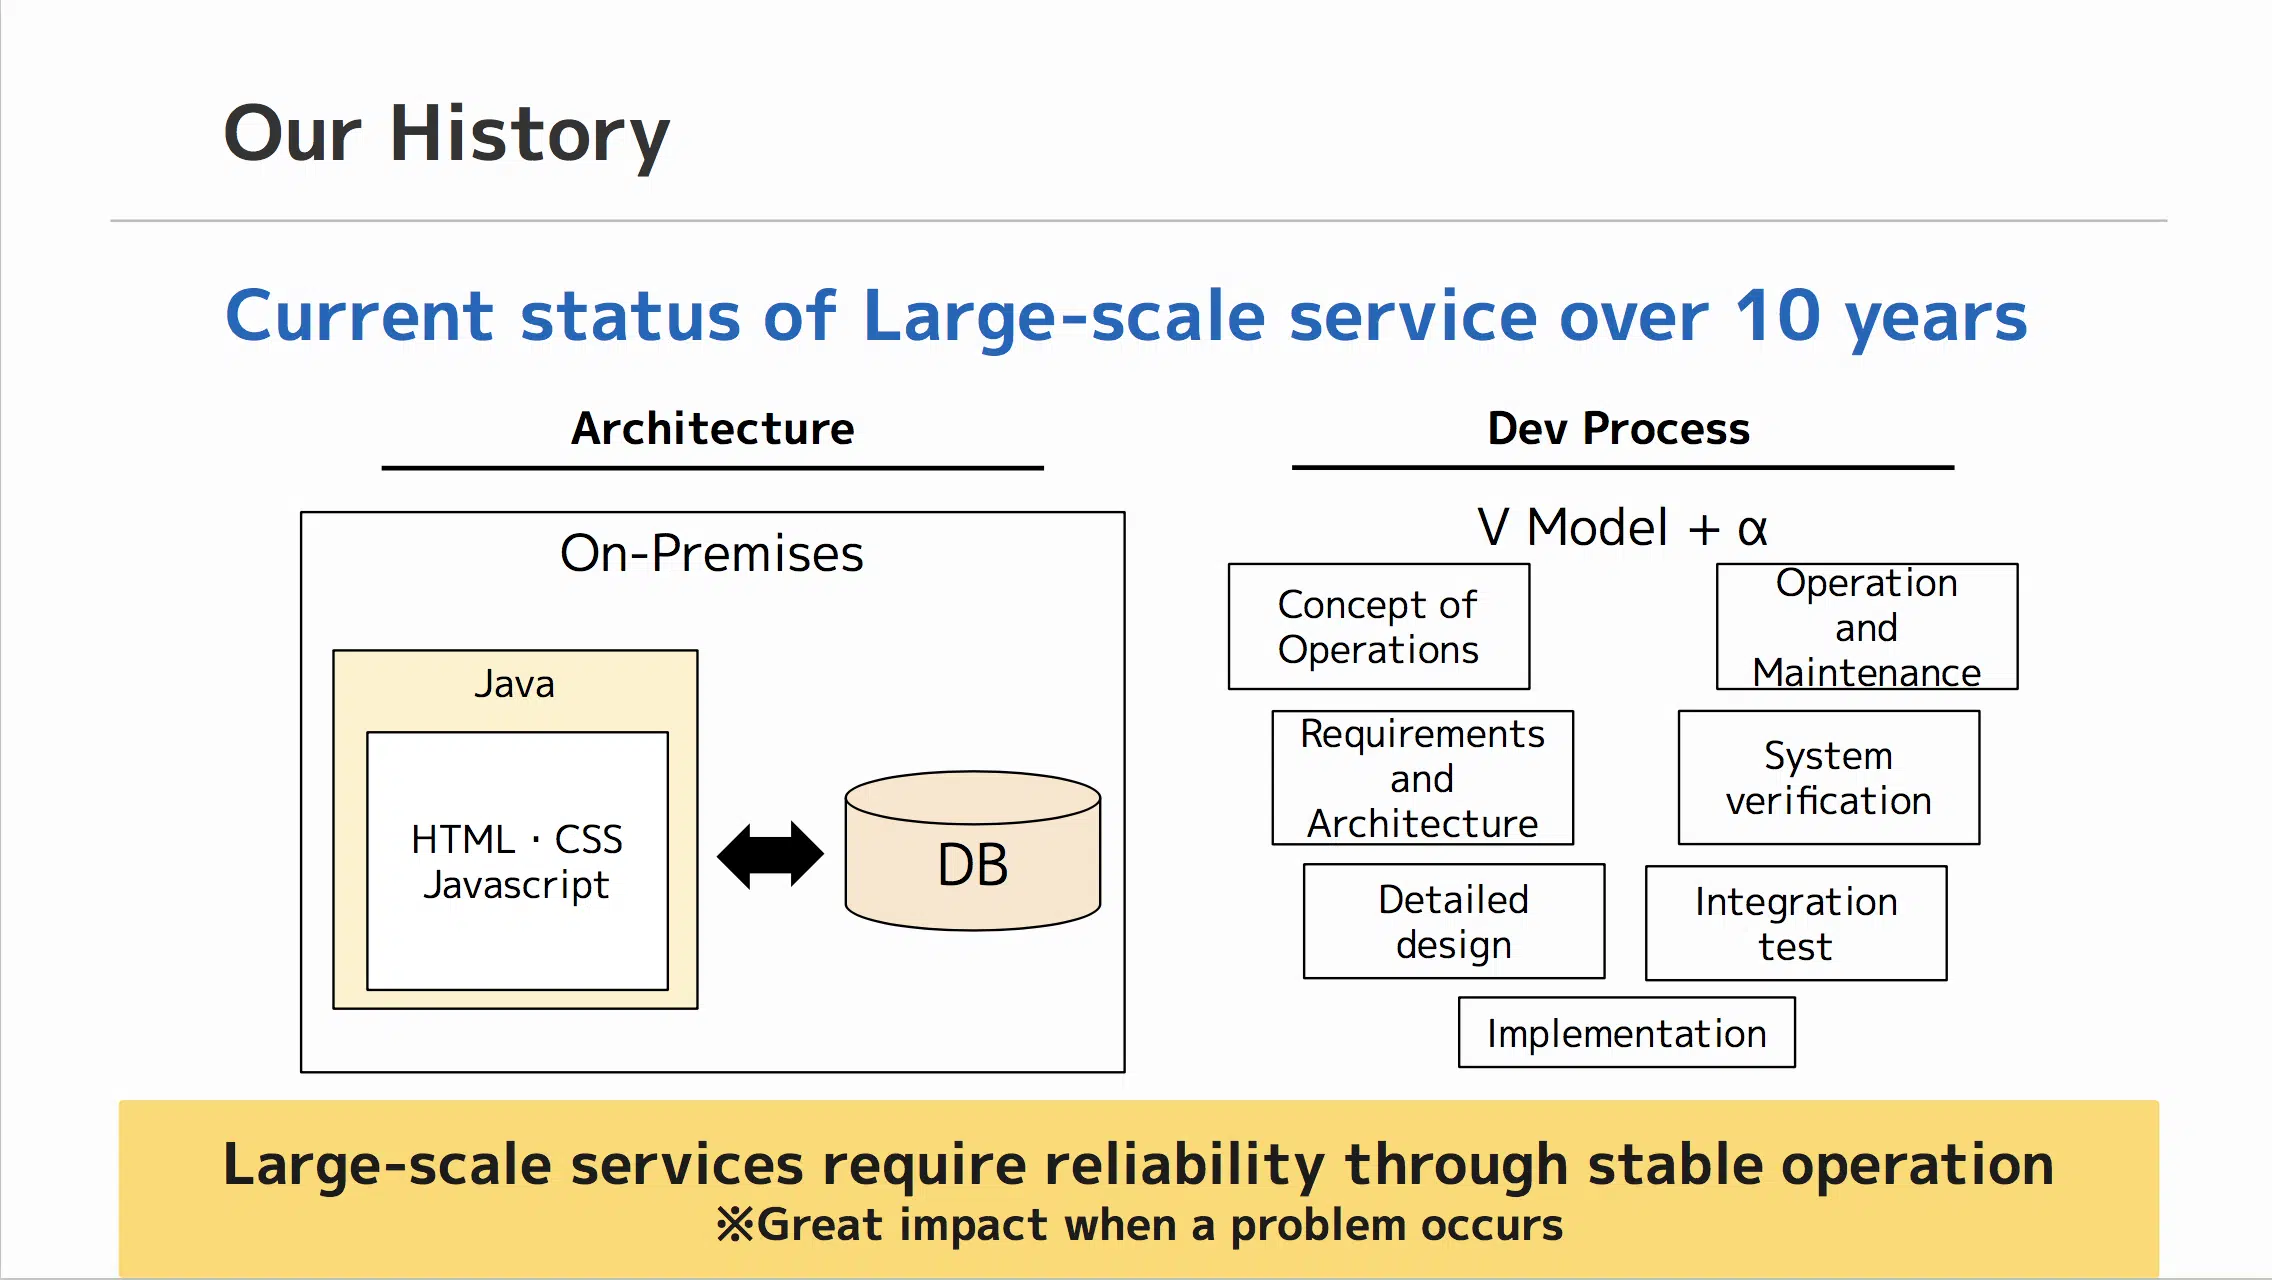 Our History
Current status of Large-scale service over 10 years
Architecture
On-Premises
Java
HTML・CSS
Javascript
DB
Dev Process
V Model + α
Concept of
Operations
Operation
and
Maintenance
Requirements
and
Architecture
System
verification
Detailed
design
Integration
test
Implementation
Large-scale services require reliability through stable operation
※Great impact when a problem occurs